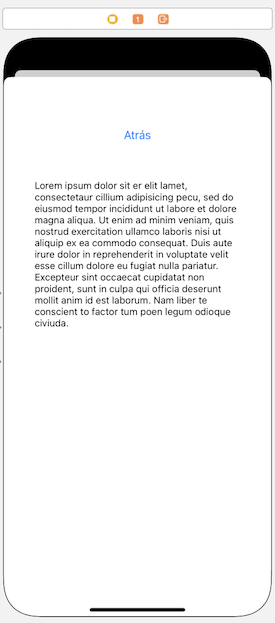 1
Atrás
Lorem ipsum dolor sit er elit lamet,
consectetaur cillium adipisicing pecu, sed do
eiusmod tempor incididunt ut labore et dolore
magna aliqua. Ut enim ad minim veniam, quis
nostrud exercitation ullamco laboris nisi ut
aliquip ex ea commodo consequat. Duis aute
irure dolor in reprehenderit in voluptate velit
esse cillum dolore eu fugiat nulla pariatur.
Excepteur sint occaecat cupidatat non
proident, sunt in culpa qui officia deserunt
mollit anim id est laborum. Nam liber te
conscient to factor tum poen legum odioque
civiuda.